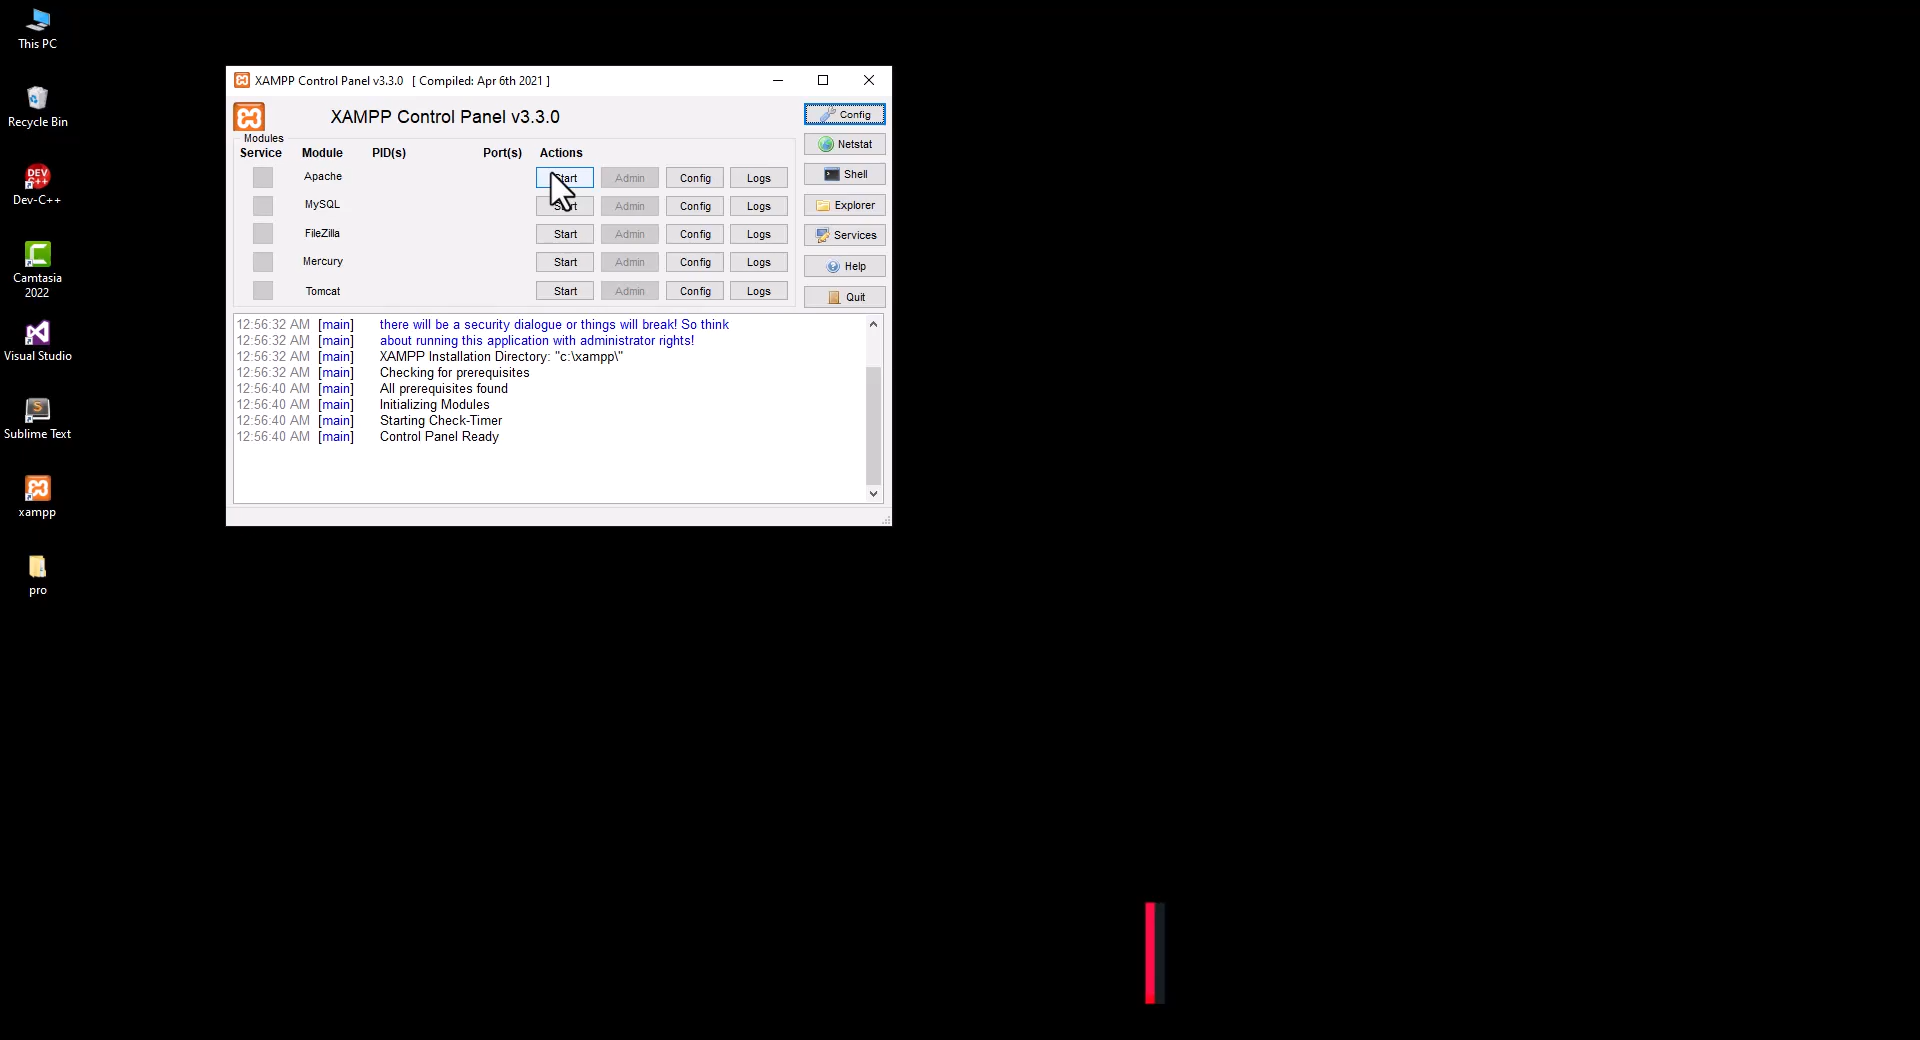 This PC
Recycle Bin
Dev-C++
Camtasia
2022
Visual Studio
Sublime Text
xampp
pro
XAMPP Control Panel v3.3.0 [ Compiled: Apr 6th 2021 ]
XAMPP Control Panel v3.3.0
Config
Modules
Service Module PID(s) Port(s) Actions
Netstat
Apache Start Admin Config Logs
Shell
MySQL Start Admin Config Logs
Explorer
FileZilla Start Admin Config Logs
Services
Mercury Start Admin Config Logs
Help
Tomcat Start Admin Config Logs
Quit
12:56:32 AM [main] there will be a security dialogue or things will break! So think
12:56:32 AM [main] about running this application with administrator rights!
12:56:32 AM [main] XAMPP Installation Directory: "c:\xampp\"
12:56:32 AM [main] Checking for prerequisites
12:56:40 AM [main] All prerequisites found
12:56:40 AM [main] Initializing Modules
12:56:40 AM [main] Starting Check-Timer
12:56:40 AM [main] Control Panel Ready